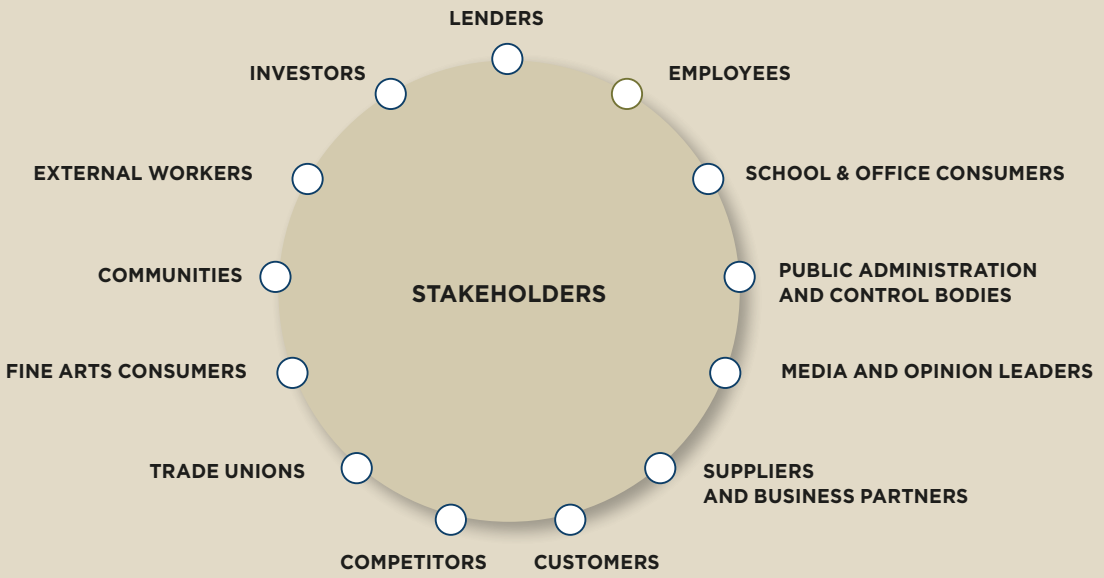 LENDERS
INVESTORS
EMPLOYEES
EXTERNAL WORKERS
SCHOOL & OFFICE CONSUMERS
COMMUNITIES
PUBLIC ADMINISTRATION
AND CONTROL BODIES
STAKEHOLDERS
FINE ARTS CONSUMERS
MEDIA AND OPINION LEADERS
TRADE UNIONS
SUPPLIERS
AND BUSINESS PARTNERS
COMPETITORS
CUSTOMERS